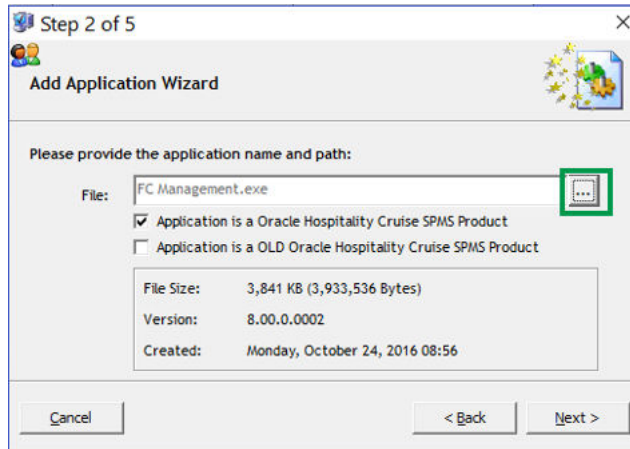 Step 2 of 5
Add Application Wizard
Please provide the application name and path:
File: FC Management.exe ...
Application is a Oracle Hospitality Cruise SPMS Product
Application is a OLD Oracle Hospitality Cruise SPMS Product
File Size: 3,841 KB (3,933,536 Bytes)
Version: 8.00.0.0002
Created: Monday, October 24, 2016 08:56
Cancel < Back Next >